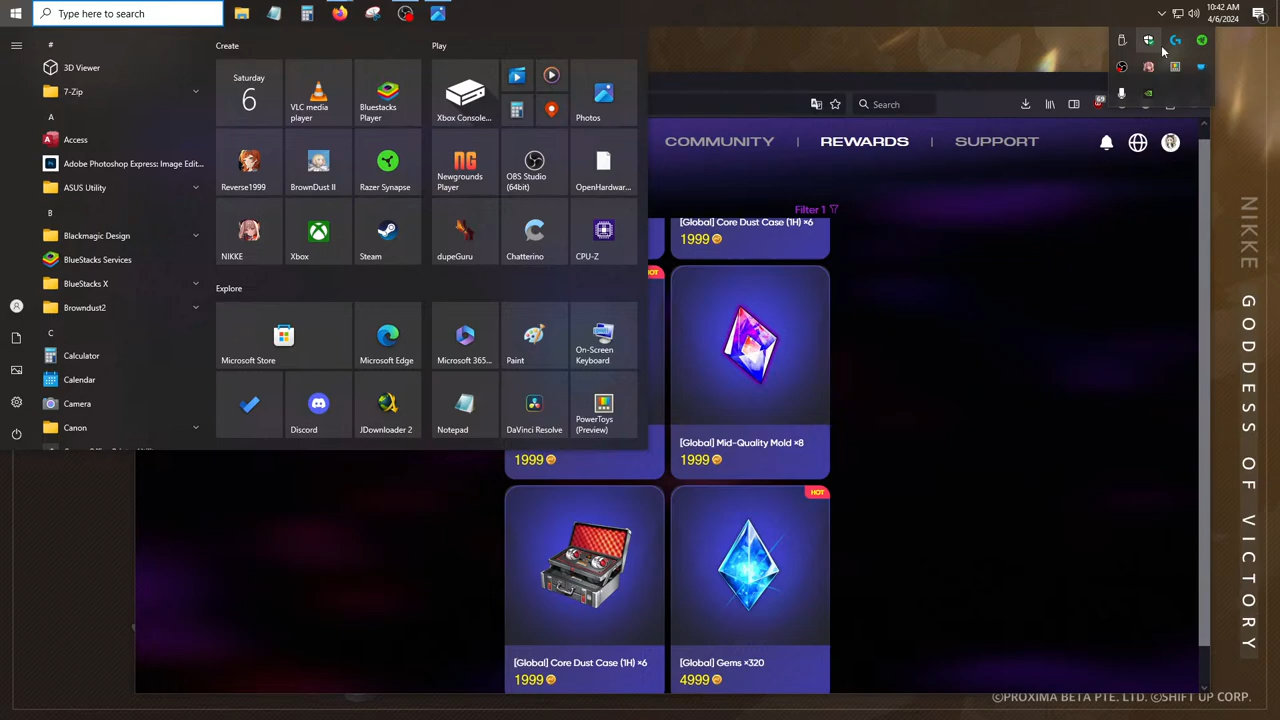 Type here to search
10:42 AM
4/6/2024
#
3D Viewer
7-Zip
A
Access
Adobe Photoshop Express: Image Edit...
ASUS Utility
B
Blackmagic Design
BlueStacks Services
BlueStacks X
Browndust2
C
Calculator
Calendar
Camera
Canon
Create
Saturday
6
VLC media
player
Bluestacks
Player
Reverse1999
BrownDust II
Razer Synapse
NIKKE
Xbox
Steam
Play
Xbox Console...
Photos
Newgrounds
Player
OBS Studio
(64bit)
OpenHardwar...
dupeGuru
Chatterino
CPU-Z
Explore
Microsoft Store
Microsoft Edge
Discord
JDownloader 2
Microsoft 365...
Paint
On-Screen
Keyboard
Notepad
DaVinci Resolve
PowerToys
(Preview)
Search
69
COMMUNITY | REWARDS | SUPPORT
Filter 1
[Global] Core Dust Case (1H) ×6
1999
HOT
[Global] Mid-Quality Mold ×8
1999
1999
HOT
[Global] Core Dust Case (1H) ×6
1999
[Global] Gems ×320
4999
NIKKE
GODDESS OF VICTORY
©PROXIMA BETA PTE. LTD. ©SHIFT UP CORP.